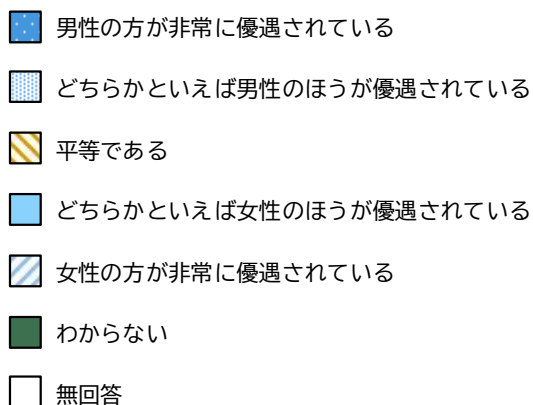 男性の方が非常に優遇されている
どちらかといえば男性のほうが優遇されている
平等である
どちらかといえば女性のほうが優遇されている
女性の方が非常に優遇されている
わからない
無回答